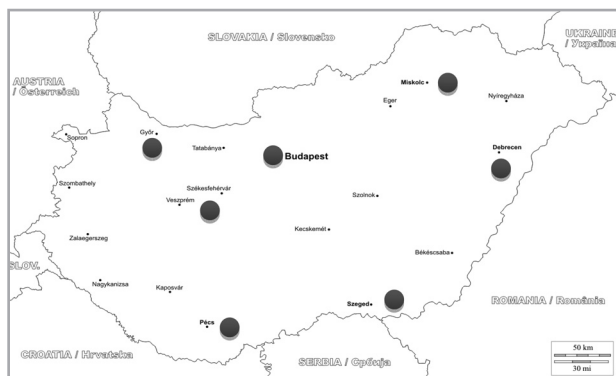 SLOVAKIA / Slovensko
UKRAINE
/ Україна
AUSTRIA
/ Österreich
Miskolc
Nyíregyháza
Eger
Sopron
Győr
Tatabánya
Budapest
Debrecen
Szombathely
Székesfehérvár
Veszprém
Szolnok
Kecskemét
Zalaegerszeg
Békéscsaba
SLOV.
Nagykanizsa
Kaposvár
Szeged
ROMANIA / România
Pécs
CROATIA / Hrvatska
SERBIA / Србија
50 km
30 mi